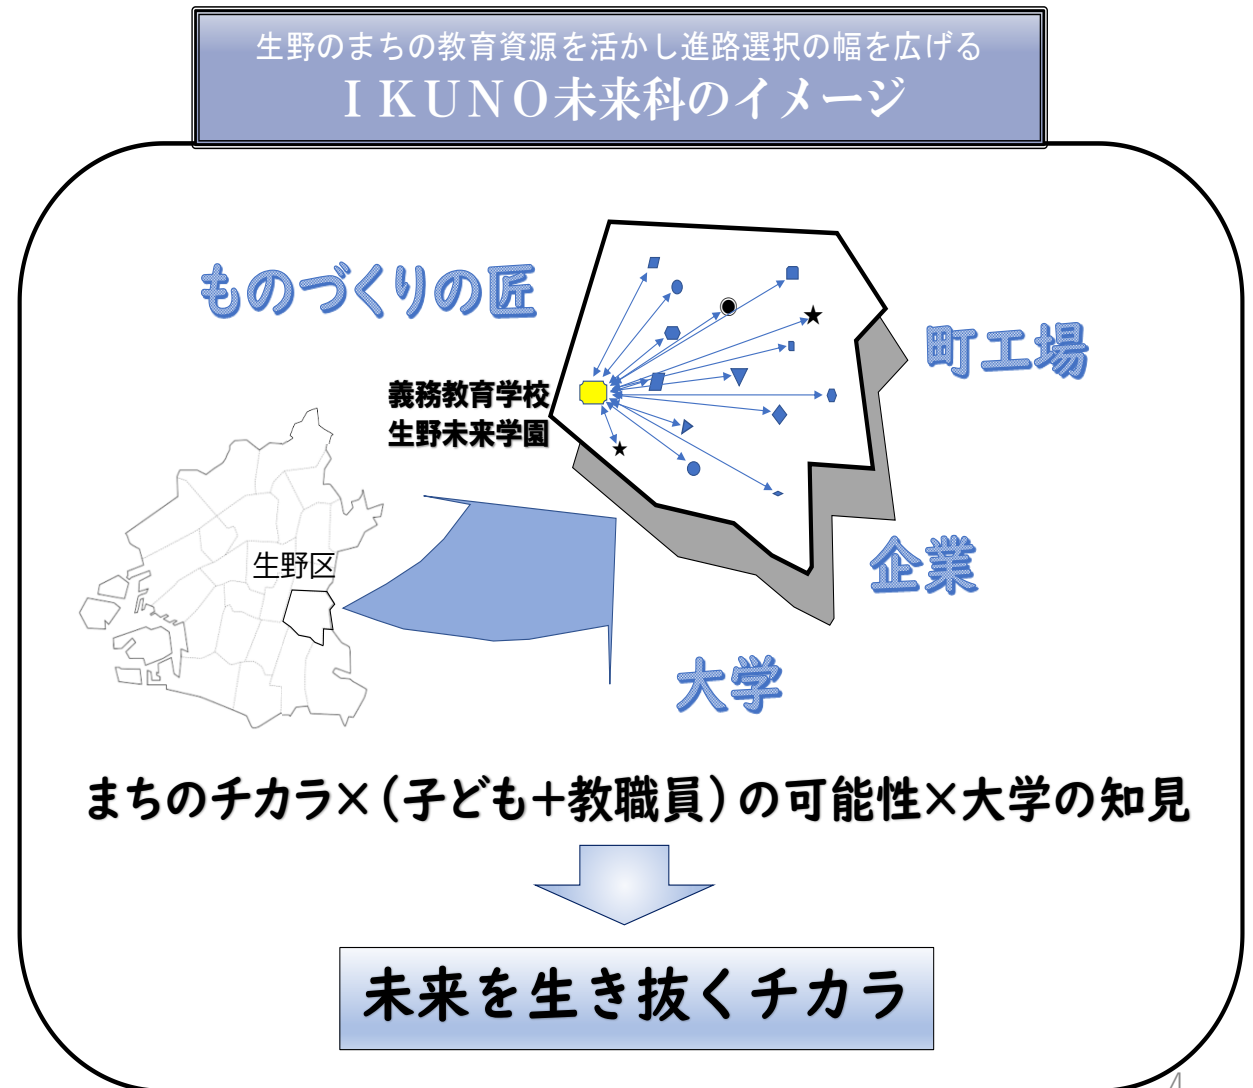 生野のまちの教育資源を活かし進路選択の幅を広げる
ＩＫＵＮＯ未来科のイメージ
ものづくりの匠
町工場
義務教育学校
生野未来学園
生野区
企業
大学
まちのチカラ×（子ども＋教職員）の可能性×大学の知見
未来を生き抜くチカラ